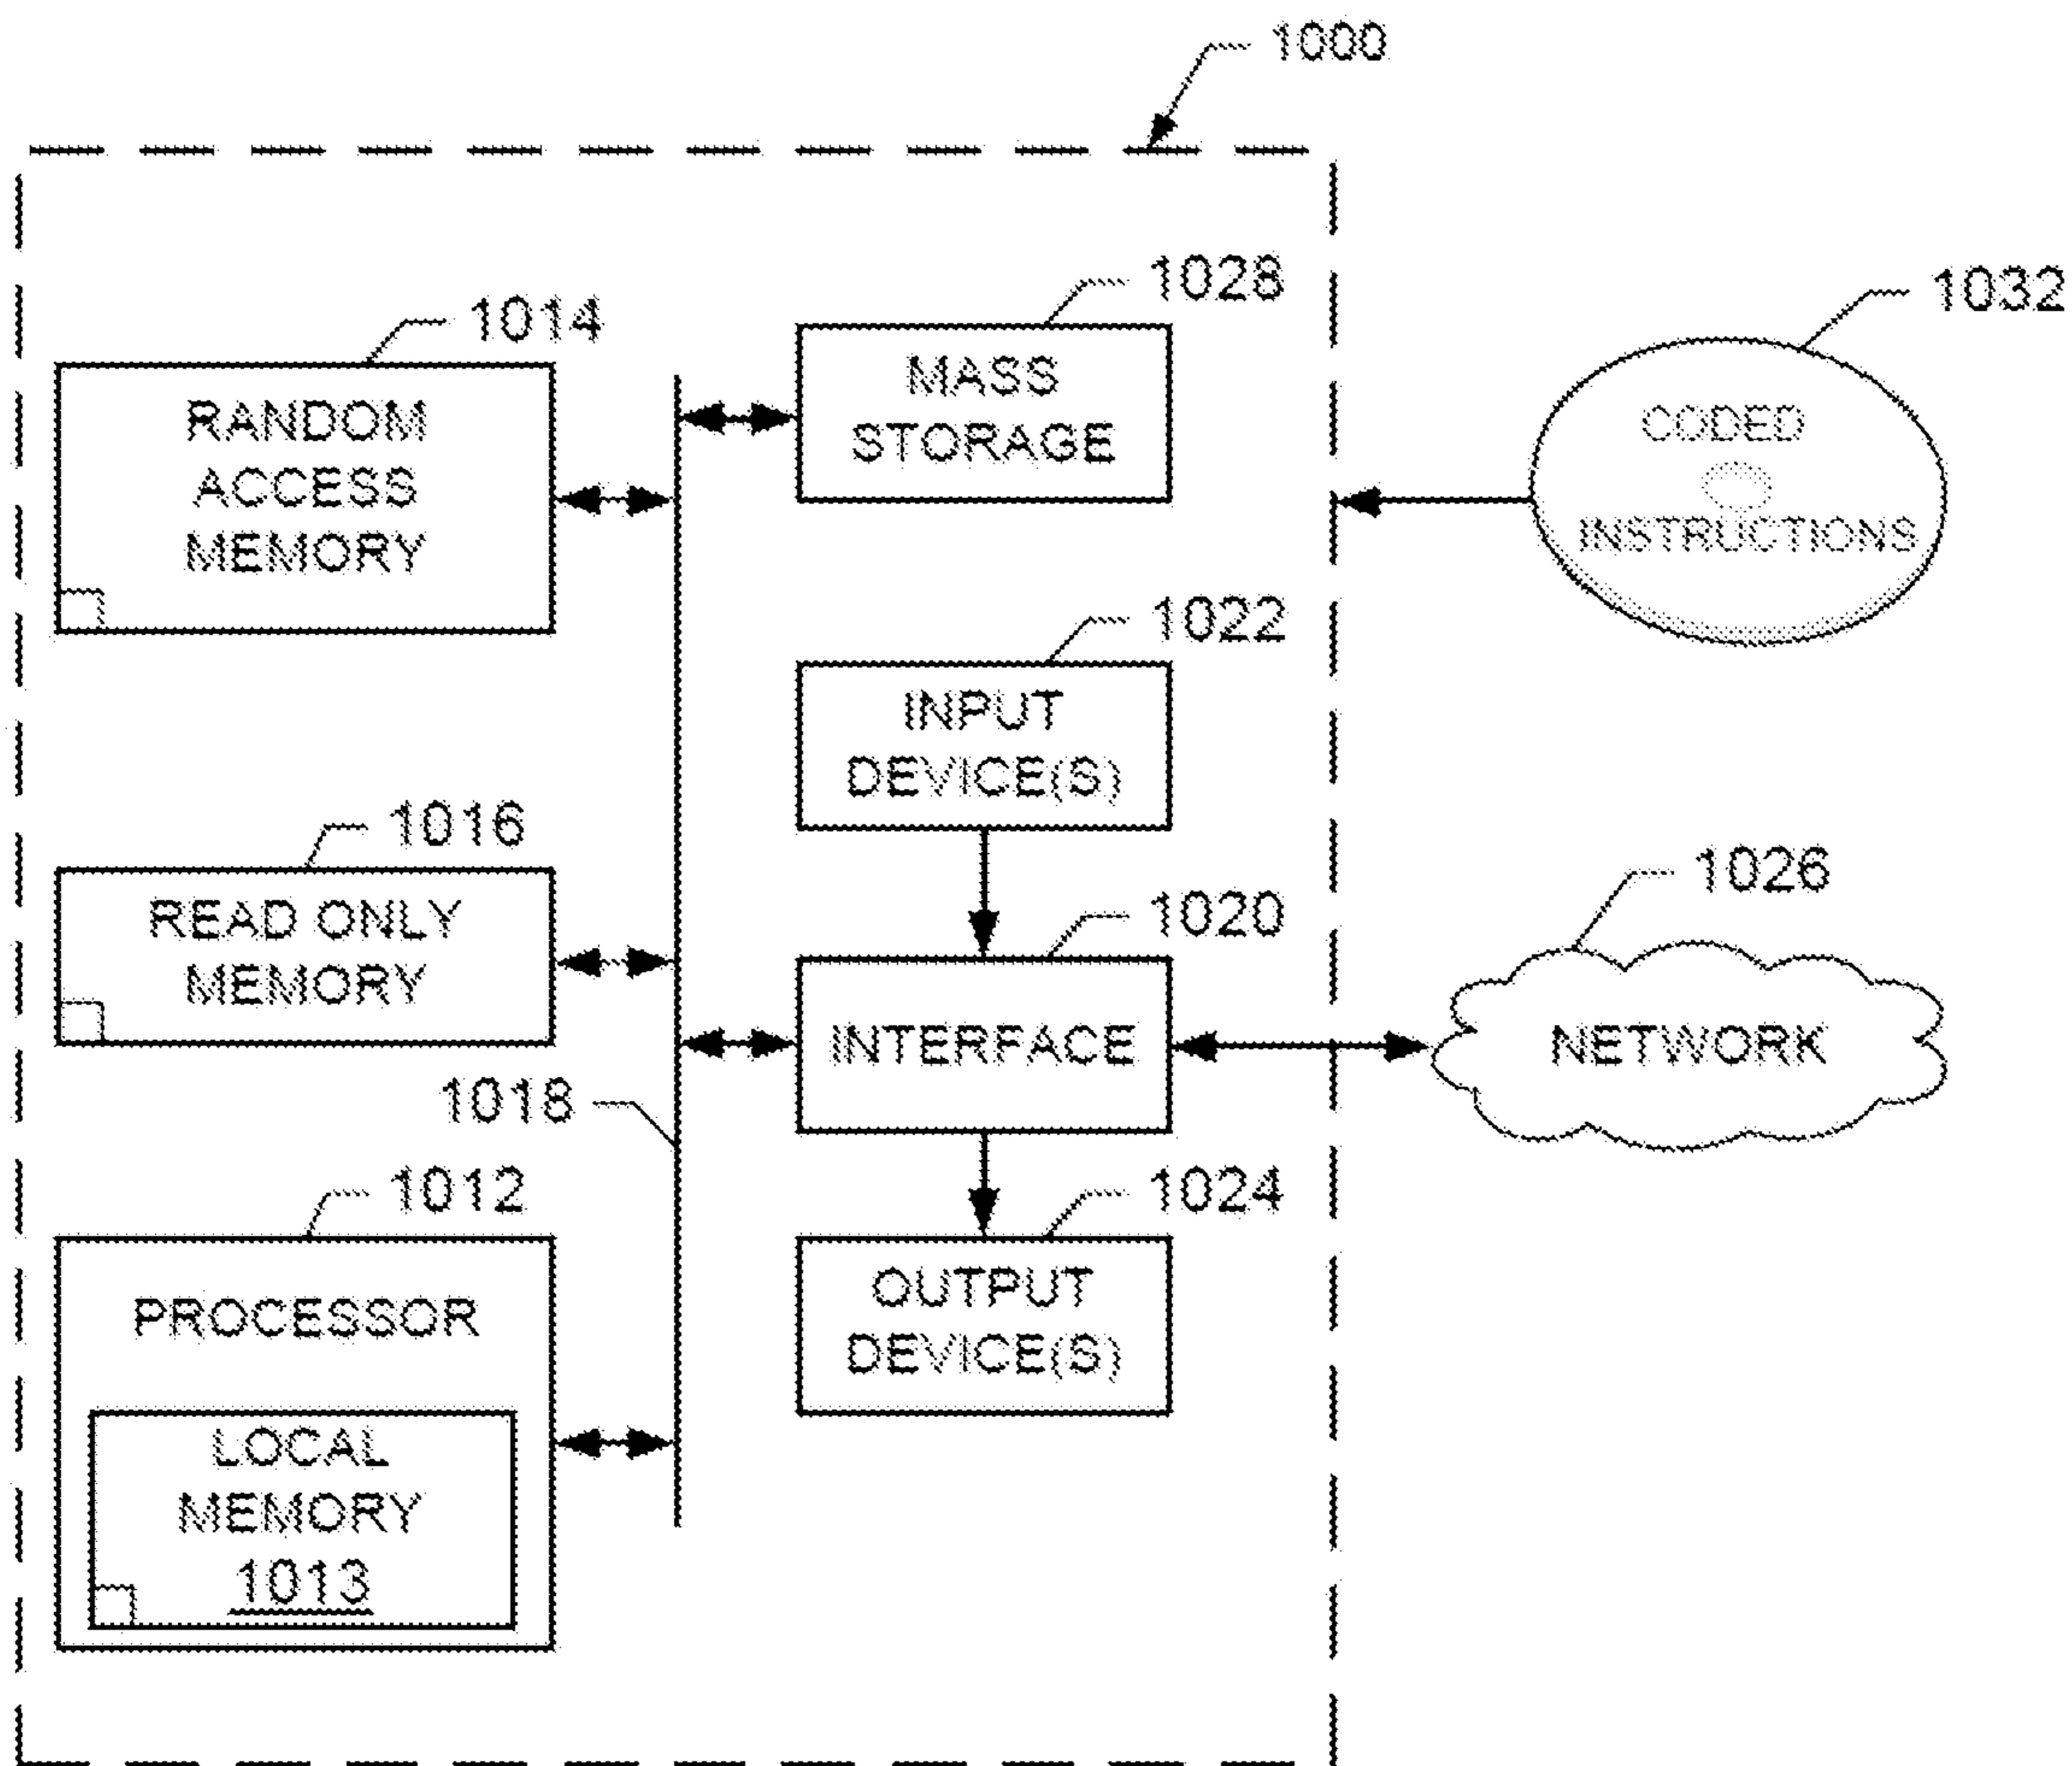 1000
1014
RANDOM
ACCESS
MEMORY
1028
MASS
STORAGE
1032
CODED
INSTRUCTIONS
1022
INPUT
DEVICE(S)
1016
READ ONLY
MEMORY
1020
INTERFACE
1026
NETWORK
1018
1012
PROCESSOR
LOCAL
MEMORY
1013
1024
OUTPUT
DEVICE(S)